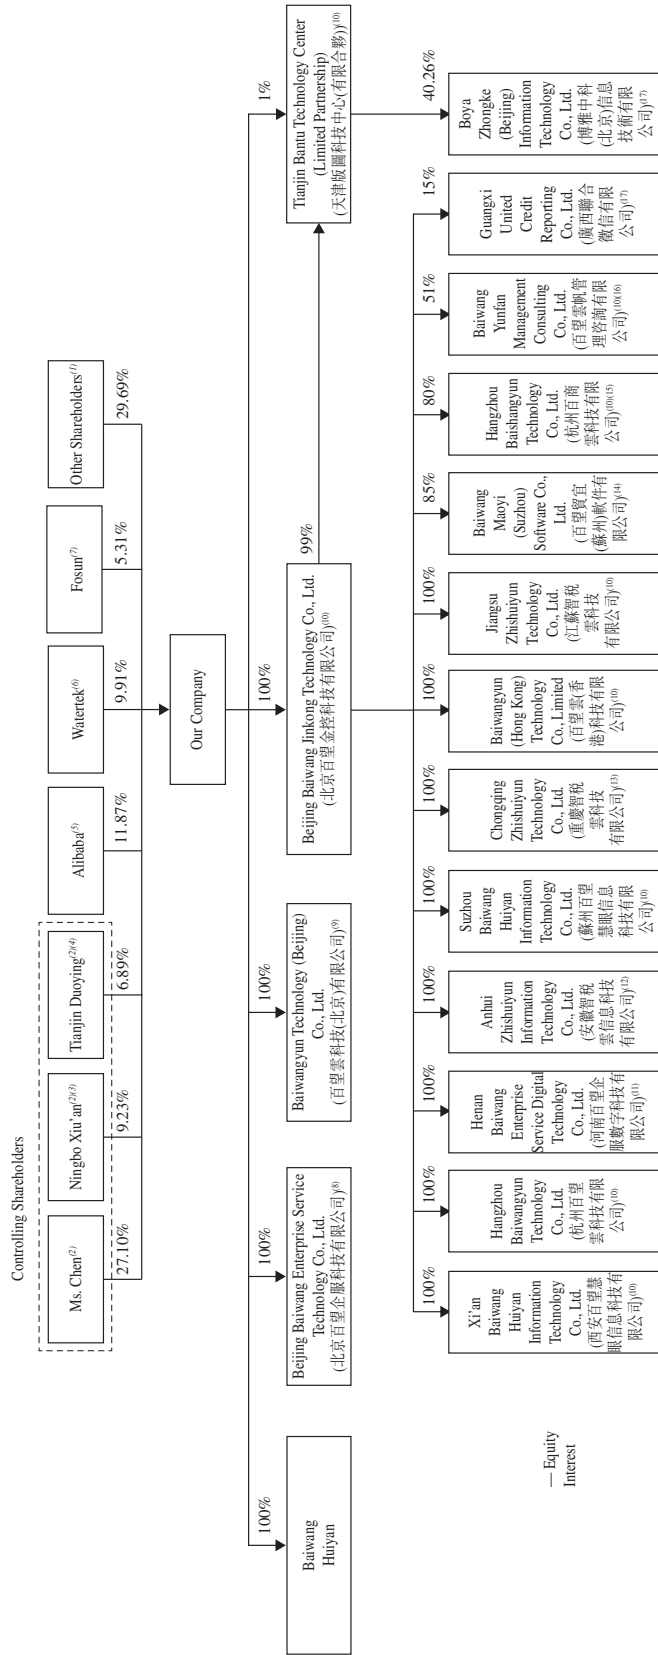 Controlling Shareholders
Ms. Chen(2)
Ningbo Xiu'an(2)(3)
Tianjin Duoying(2)(4)
Alibaba(5)
Watertek(6)
Fosun(7)
Other Shareholders(1)
27.10%
9.23%
6.89%
11.87%
9.91%
5.31%
29.69%
Our Company
100%
100%
100%
100%
1%
Baiwang
Huiyan
Beijing Baiwang Enterprise Service
Technology Co., Ltd.
(北京百望企服科技有限公司)(8)
Baiwangyun Technology (Beijing)
Co., Ltd.
(百望雲科技(北京)有限公司)(9)
Beijing Baiwang Jinkong Technology Co., Ltd.
(北京百望金控科技有限公司)(10)
99%
Tianjin Bantu Technology Center
(Limited Partnership)
(天津版圖科技中心(有限合夥))(10)
100%
100%
100%
100%
100%
100%
100%
100%
85%
80%
51%
15%
40.26%
Xi'an
Baiwang
Huiyan
Information
Technology
Co., Ltd.
(西安百望慧
眼信息科技有
限公司)(10)
Hangzhou
Baiwangyun
Technology
Co., Ltd.
(杭州百望
雲科技有限
公司)(10)
Henan
Baiwang
Enterprise
Service Digital
Technology
Co., Ltd.
(河南百望企
服數字科技有
限公司)(11)
Anhui
Zhishuiyun
Information
Technology
Co., Ltd.
(安徽智税
雲信息科技
有限公司)(12)
Suzhou
Baiwang
Huiyan
Information
Technology
Co., Ltd.
(蘇州百望
慧眼信息
科技有限
公司)(10)
Chongqing
Zhishuiyun
Technology
Co., Ltd.
(重慶智税
雲科技
有限公司)(13)
Baiwangyun
(Hong Kong)
Technology
Co., Limited
(百望雲(香
港)科技有限
公司)(10)
Jiangsu
Zhishuiyun
Technology
Co., Ltd.
(江蘇智税
雲科技
有限公司)(10)
Baiwang
Maoyi
(Suzhou)
Software Co.,
Ltd.
(百望貿宜
(蘇州)軟件有
限公司)(14)
Hangzhou
Baishangyun
Technology
Co., Ltd.
(杭州百商
雲科技有限
公司)(10)(15)
Baiwang
Yunfan
Management
Consulting
Co., Ltd.
(百望雲帆管
理咨詢有限
公司)(10)(16)
Guangxi
United
Credit
Reporting
Co., Ltd.
(廣西聯合
徵信有限
公司)(17)
Boya
Zhongke
(Beijing)
Information
Technology
Co., Ltd.
(博雅中科
(北京)信息
技術有限
公司)(17)
— Equity
Interest